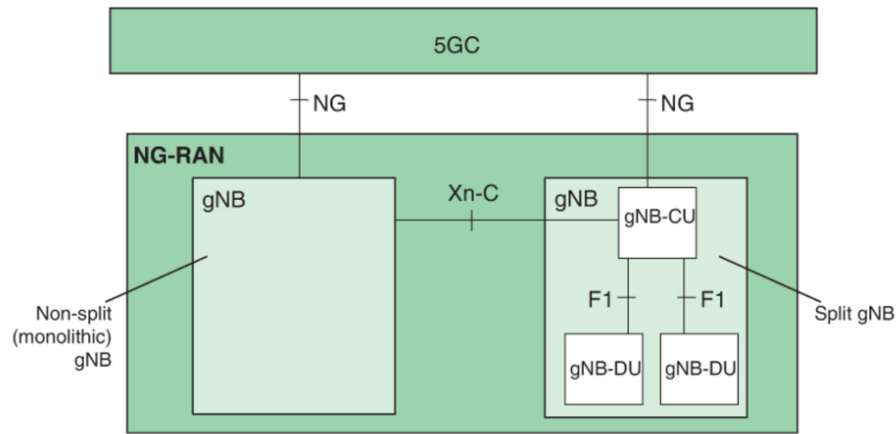 5GC
NG
NG
NG-RAN
gNB
Xn-C
gNB
gNB-CU
F1
F1
gNB-DU
gNB-DU
Non-split
(monolithic)
gNB
Split gNB